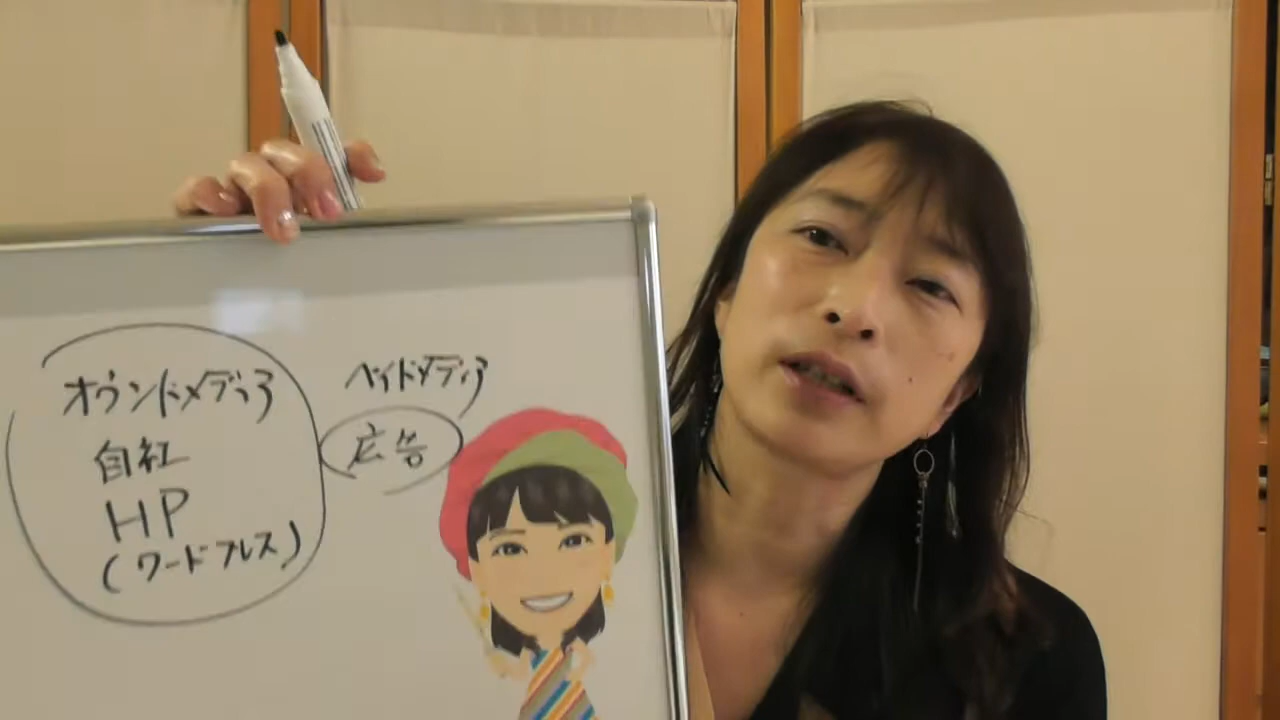 オウンドメディア
自社
HP
(ワードプレス)
ペイドメディア
広告